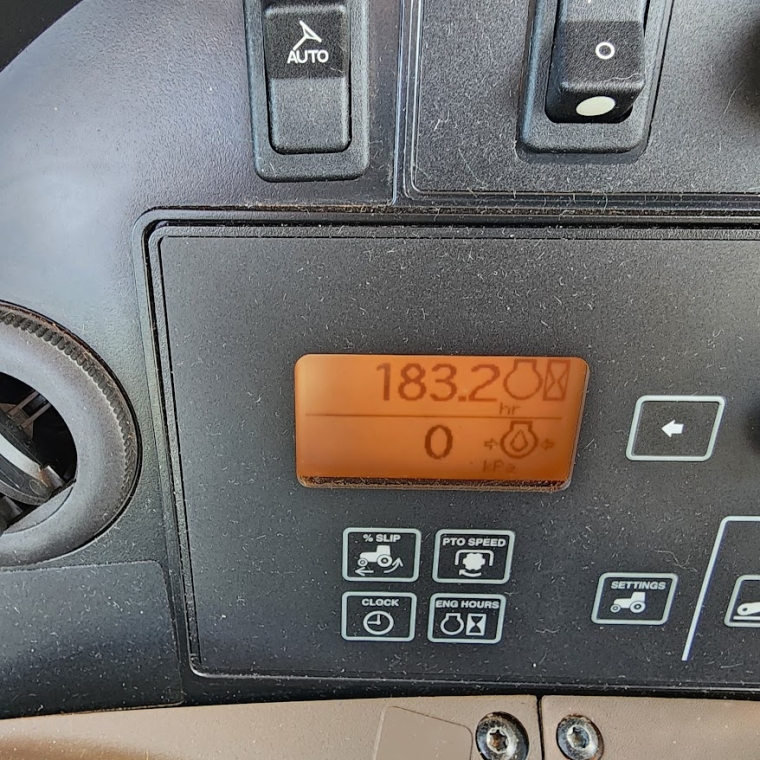 AUTO
183.2
hr
0
kPa
% SLIP
PTO SPEED
CLOCK
ENG HOURS
SETTINGS